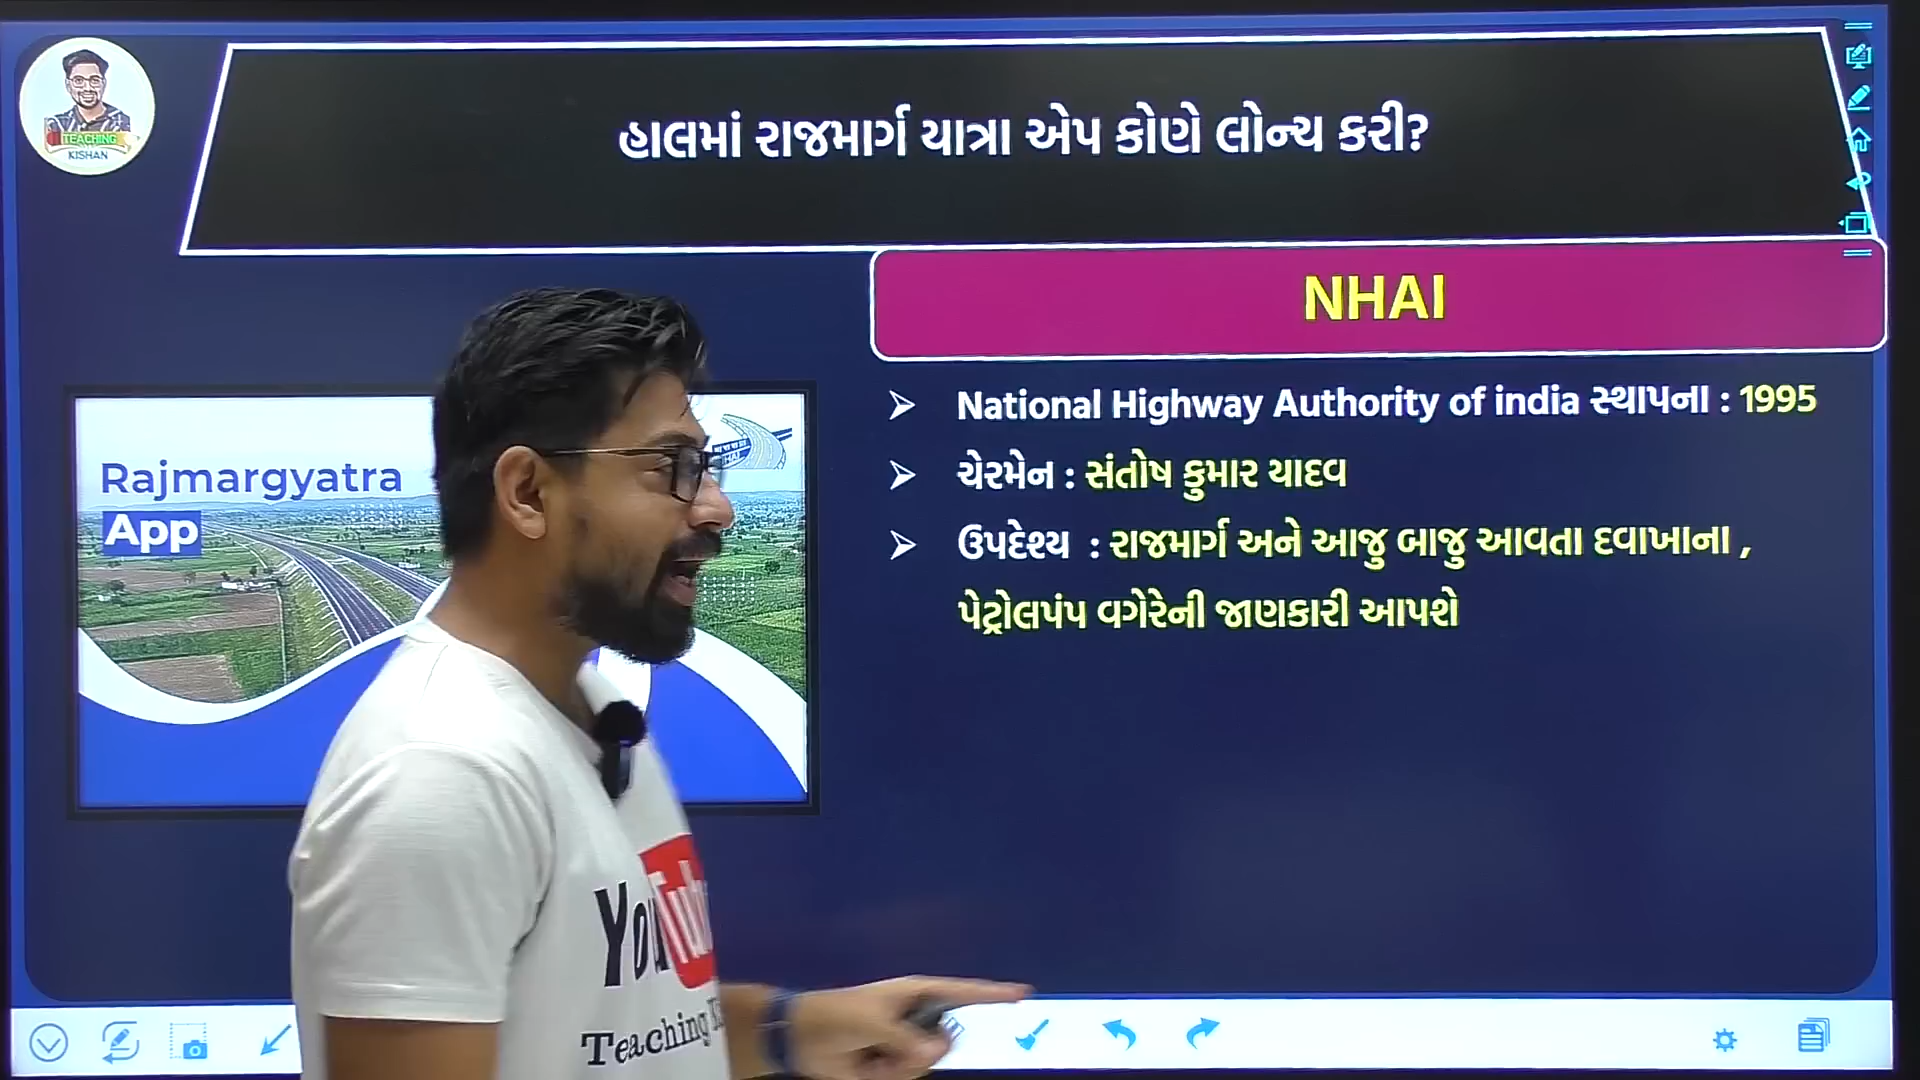 TEACHING
KISHAN
હાલમાં રાજમાર્ગ યાત્રા એપ કોણે લોન્ચ કરી?
NHAI
National Highway Authority of india સ્થાપના : 1995
ચેરમેન : સંતોષ કુમાર યાદવ
ઉપદેશ્ય : રાજમાર્ગ અને આજુ બાજુ આવતા દવાખાના ,
પેટ્રોલપંપ વગેરેની જાણકારી આપશે
Rajmargyatra
App
YouTub
Teaching